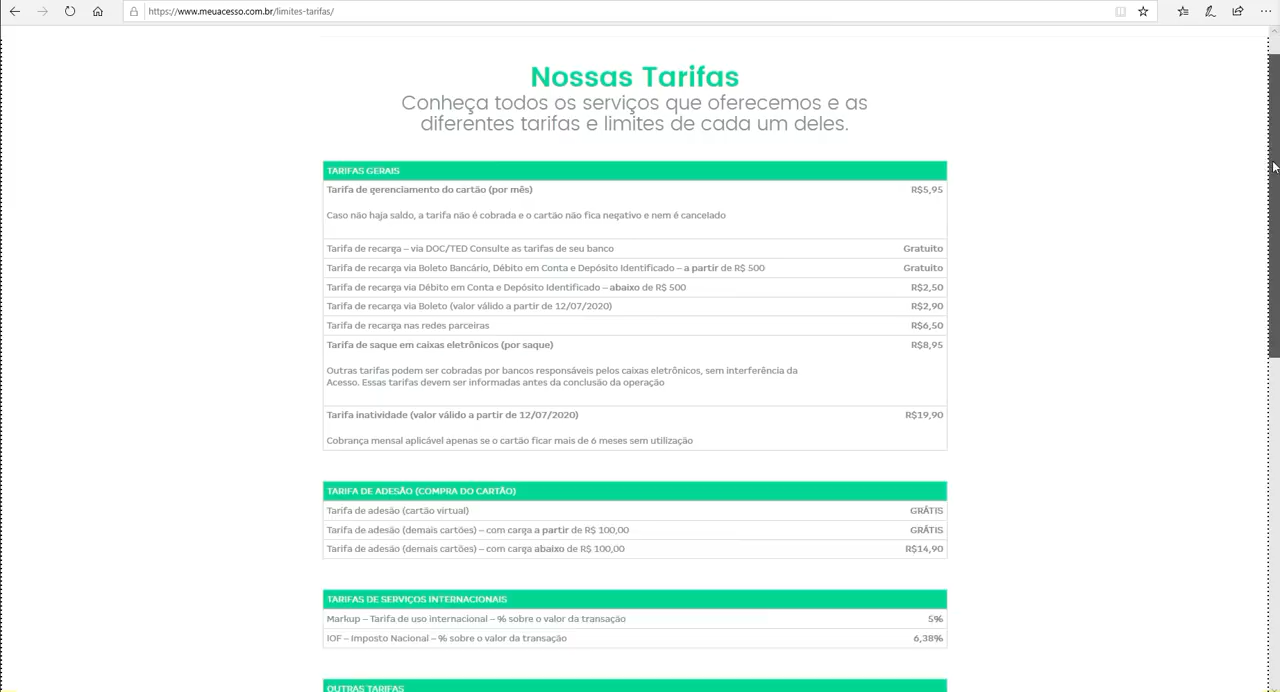 https://www.meuacesso.com.br/limites-tarifas/
Nossas Tarifas
Conheça todos os serviços que oferecemos e as
diferentes tarifas e limites de cada um deles.
TARIFAS GERAIS
Tarifa de gerenciamento do cartão (por mês) R$5,95
Caso não haja saldo, a tarifa não é cobrada e o cartão não fica negativo e nem é cancelado
Tarifa de recarga – via DOC/TED Consulte as tarifas de seu banco Gratuito
Tarifa de recarga via Boleto Bancário, Débito em Conta e Depósito Identificado – a partir de R$ 500 Gratuito
Tarifa de recarga via Débito em Conta e Depósito Identificado – abaixo de R$ 500 R$2,50
Tarifa de recarga via Boleto (valor válido a partir de 12/07/2020) R$2,90
Tarifa de recarga nas redes parceiras R$6,50
Tarifa de saque em caixas eletrônicos (por saque) R$8,95
Outras tarifas podem ser cobradas por bancos responsáveis pelos caixas eletrônicos, sem interferência da
Acesso. Essas tarifas devem ser informadas antes da conclusão da operação
Tarifa inatividade (valor válido a partir de 12/07/2020) R$19,90
Cobrança mensal aplicável apenas se o cartão ficar mais de 6 meses sem utilização
TARIFA DE ADESÃO (COMPRA DO CARTÃO)
Tarifa de adesão (cartão virtual) GRÁTIS
Tarifa de adesão (demais cartões) – com carga a partir de R$ 100,00 GRÁTIS
Tarifa de adesão (demais cartões) – com carga abaixo de R$ 100,00 R$14,90
TARIFAS DE SERVIÇOS INTERNACIONAIS
Markup – Tarifa de uso internacional – % sobre o valor da transação 5%
IOF – Imposto Nacional – % sobre o valor da transação 6,38%
OUTRAS TARIFAS